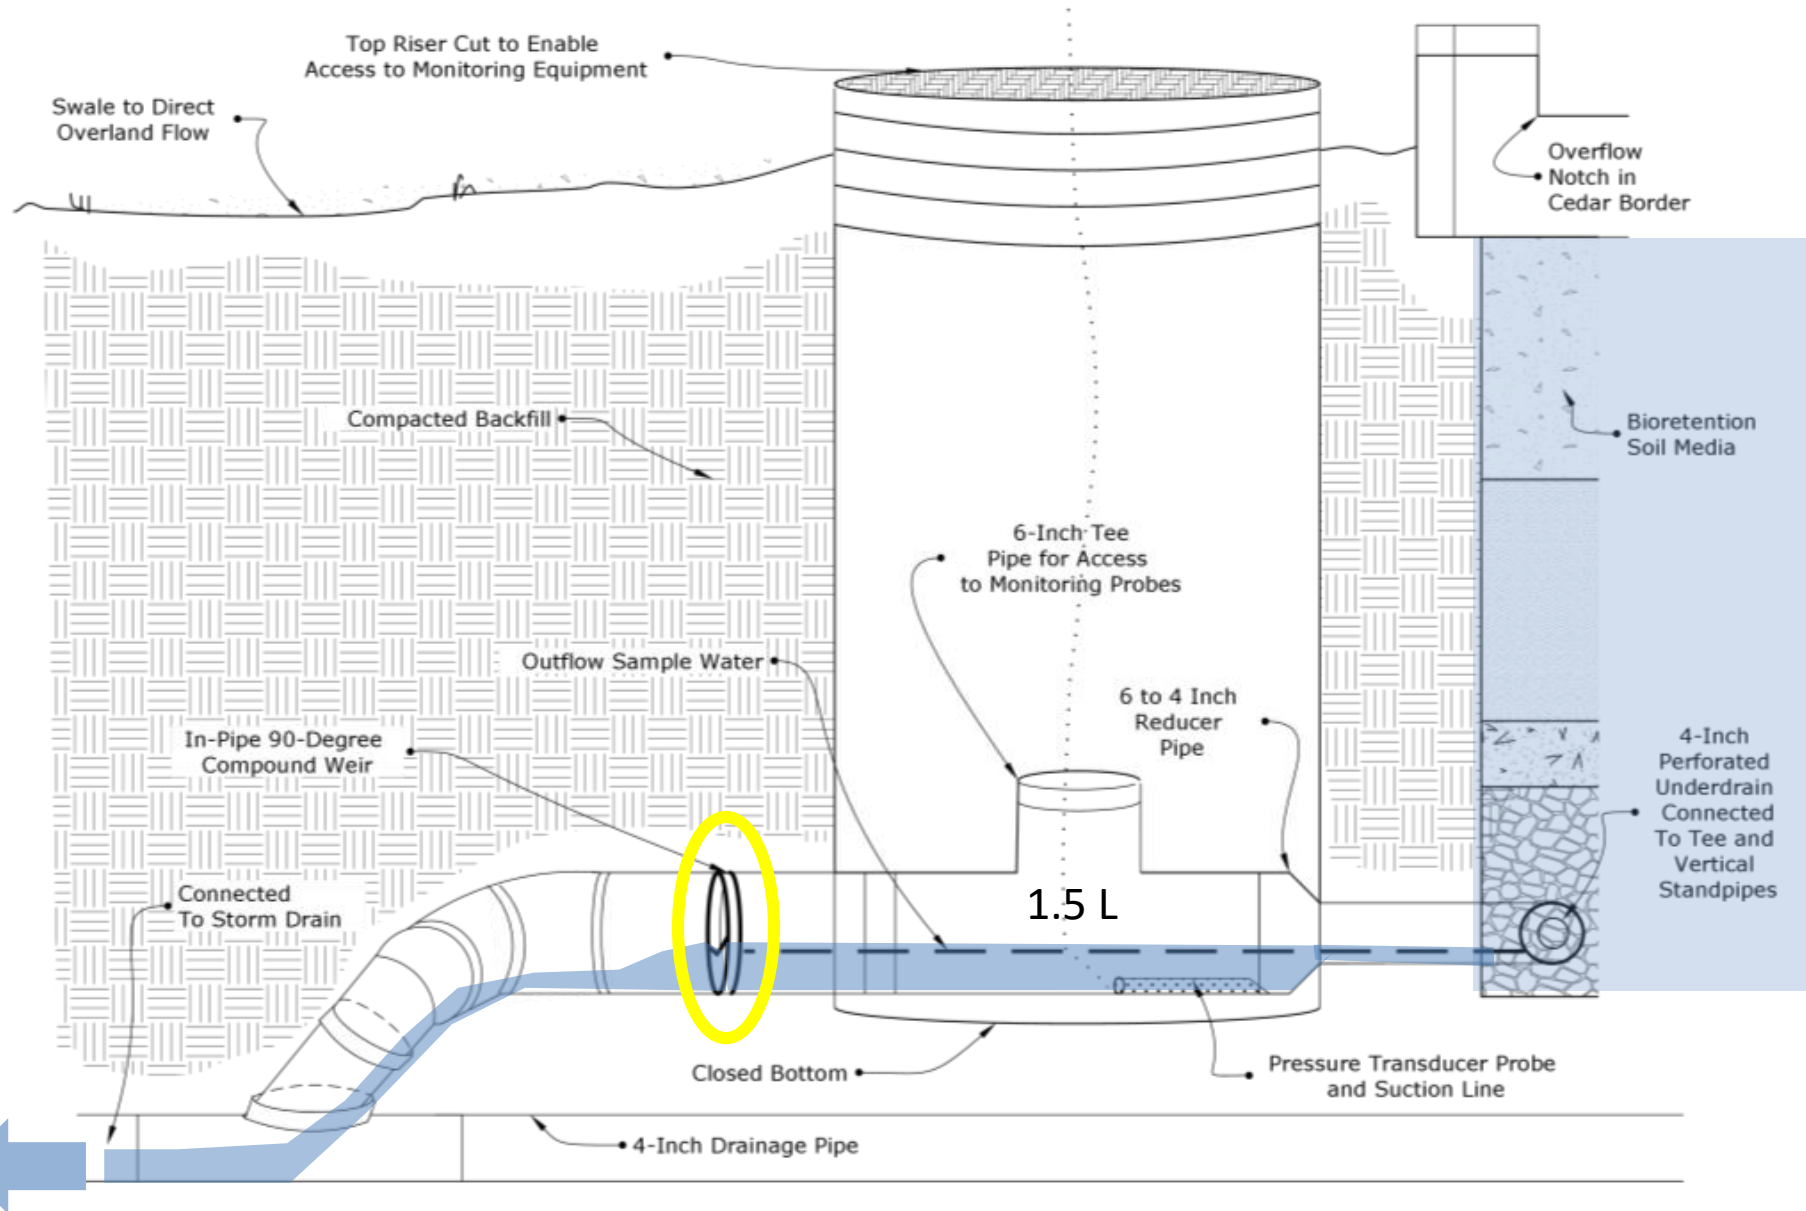 Top Riser Cut to Enable
Access to Monitoring Equipment
Swale to Direct
Overland Flow
Overflow
Notch in
Cedar Border
Compacted Backfill
Bioretention
Soil Media
6-Inch Tee
Pipe for Access
to Monitoring Probes
Outflow Sample Water
6 to 4 Inch
Reducer
Pipe
In-Pipe 90-Degree
Compound Weir
4-Inch
Perforated
Underdrain
Connected
To Tee and
Vertical
Standpipes
Connected
To Storm Drain
1.5 L
Closed Bottom
Pressure Transducer Probe
and Suction Line
4-Inch Drainage Pipe